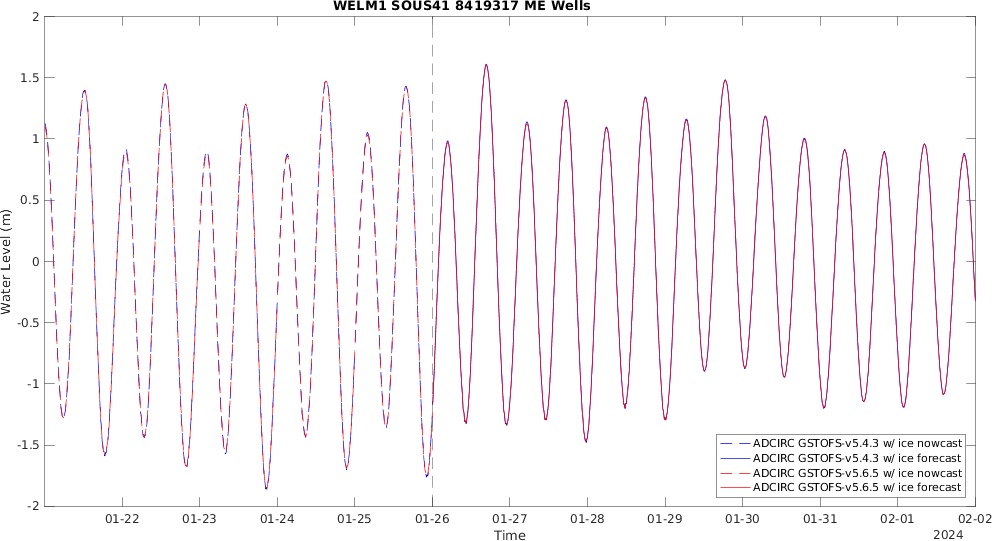 WELM1 SOUS41 8419317 ME Wells
2
1.5
1
0.5
0
-0.5
-1
-1.5
-2
Water Level (m)
ADCIRC GSTOFS-v5.4.3 w/ ice nowcast
ADCIRC GSTOFS-v5.4.3 w/ ice forecast
ADCIRC GSTOFS-v5.6.5 w/ ice nowcast
ADCIRC GSTOFS-v5.6.5 w/ ice forecast
01-22 01-23 01-24 01-25 01-26 01-27 01-28 01-29 01-30 01-31 02-01 02-02
Time
2024